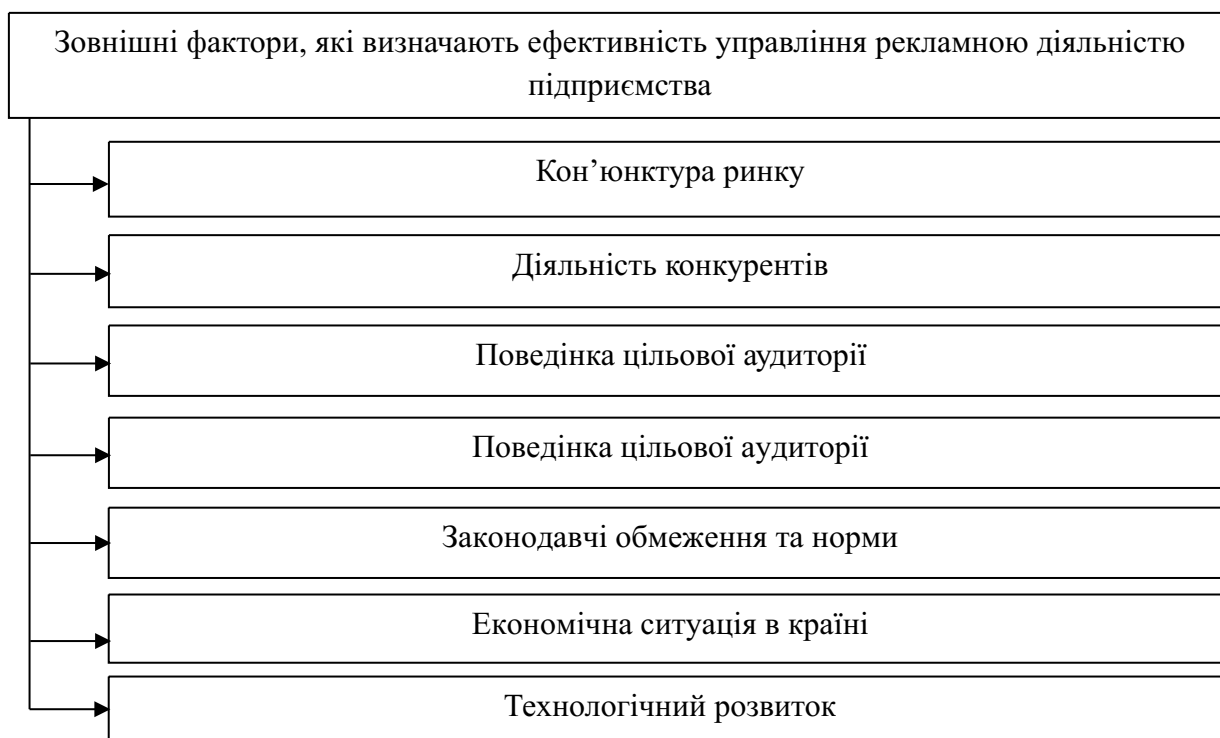 Зовнішні фактори, які визначають ефективність управління рекламною діяльністю
підприємства
Кон’юнктура ринку
Діяльність конкурентів
Поведінка цільової аудиторії
Поведінка цільової аудиторії
Законодавчі обмеження та норми
Економічна ситуація в країні
Технологічний розвиток